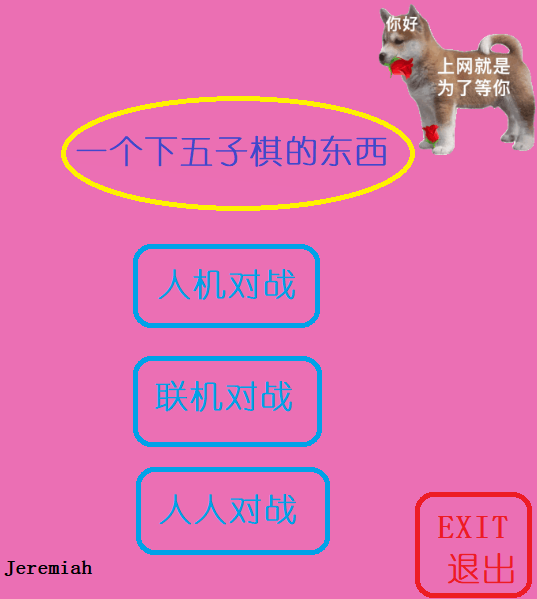 你好
上网就是
为了等你
一个下五子棋的东西
人机对战
联机对战
人人对战
EXIT
退出
Jeremiah